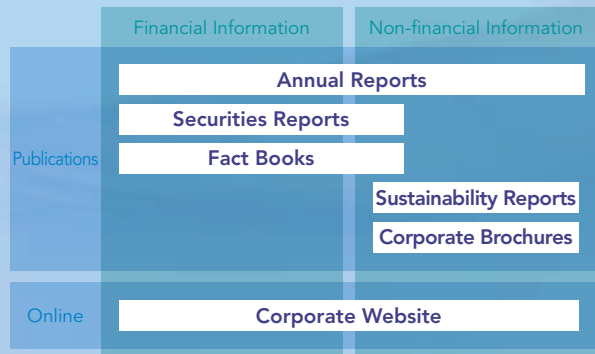 Financial Information
Non-financial Information
Annual Reports
Securities Reports
Publications
Fact Books
Sustainability Reports
Corporate Brochures
Online
Corporate Website